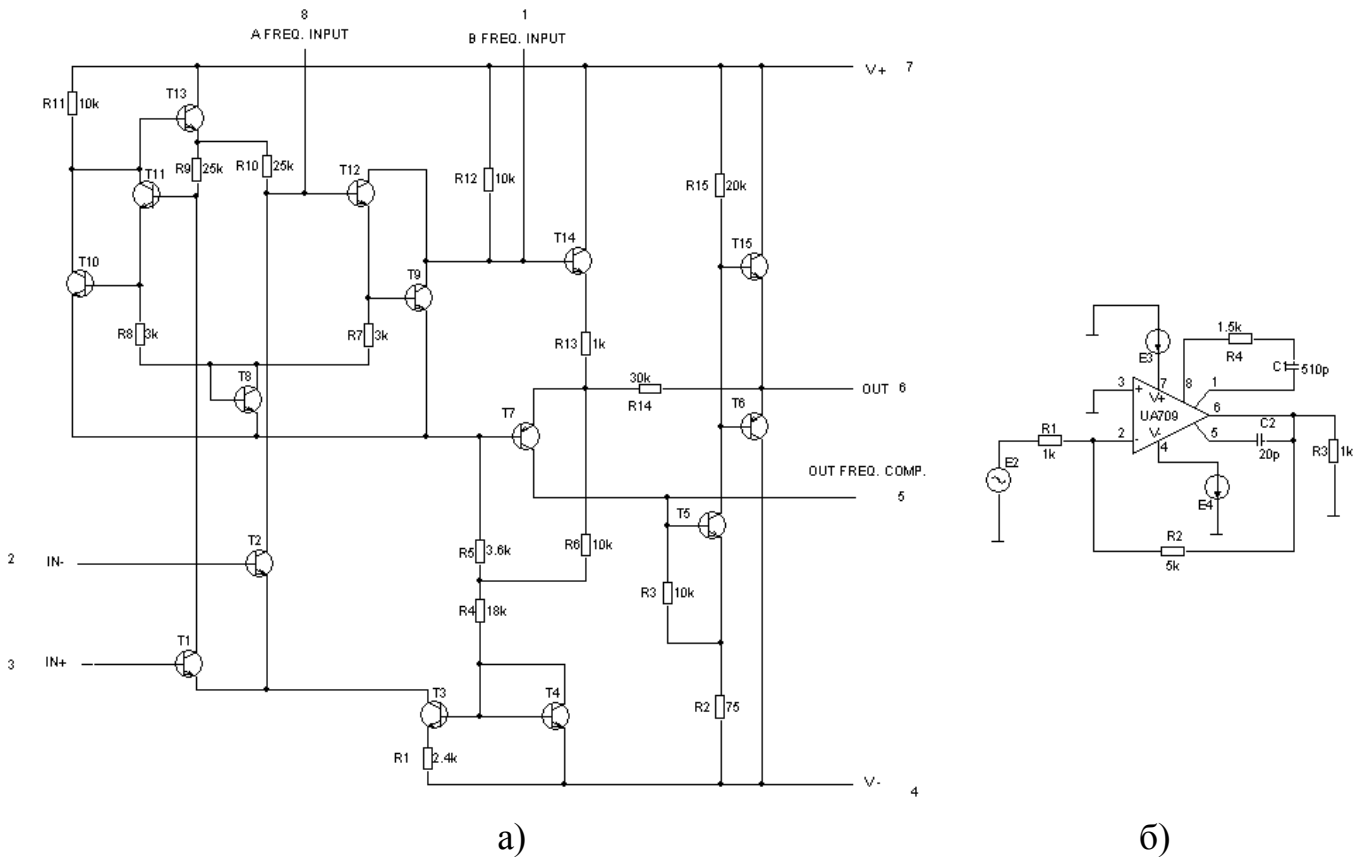 8
A FREQ. INPUT
1
B FREQ. INPUT
V+ 7
R11 10k
T13
R9 25k
R10 25k
T11
T12
R12 10k
R15 20k
T10
T14
T15
T9
R8 3k
R7 3k
R13 1k
T8
30k
R14
OUT 6
T7
T6
OUT FREQ. COMP.
5
T5
2 IN-
T2
R5 3.6k
R6 10k
R4 18k
R3 10k
3 IN+
T1
T3
T4
R2 75
R1 2.4k
V- 4
а)
E3
1.5k
R4
C1 510p
3
+
7
V+
8
1
UA709
6
R1
1k
2
-
V-
4
5
C2
20p
R3 1k
E2
E4
R2
5k
б)